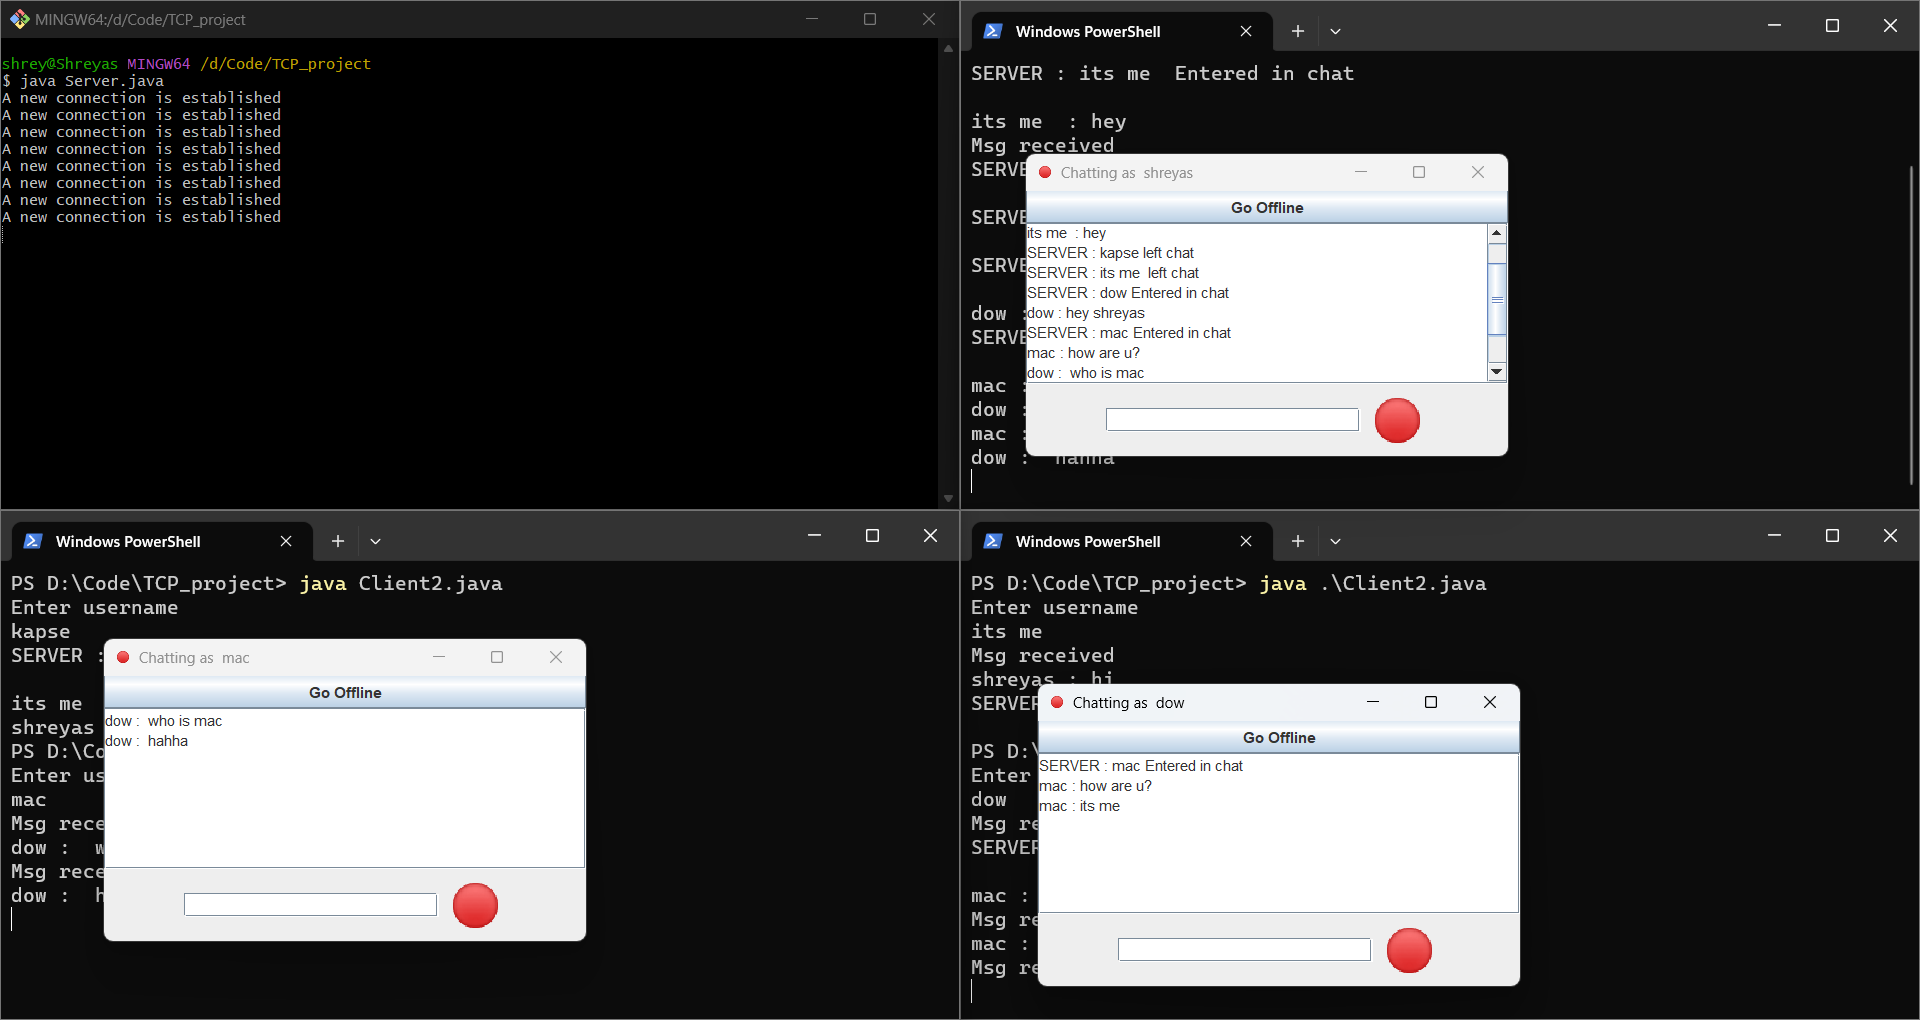 MINGW64:/d/Code/TCP_project
shrey@Shreyas MINGW64 /d/Code/TCP_project
$ java Server.java
A new connection is established
A new connection is established
A new connection is established
A new connection is established
A new connection is established
A new connection is established
A new connection is established
A new connection is established
Windows PowerShell
SERVER : its me  Entered in chat
its me  : hey
Msg received
SERVE
SERVE
SERVE
dow :
SERVE
mac :
dow :
mac :
dow :  hahha
Chatting as  shreyas
Go Offline
its me  : hey
SERVER : kapse left chat
SERVER : its me  left chat
SERVER : dow Entered in chat
dow : hey shreyas
SERVER : mac Entered in chat
mac : how are u?
dow :  who is mac
Windows PowerShell
PS D:\Code\TCP_project> java Client2.java
Enter username
kapse
SERVER :
its me
shreyas
PS D:\Co
Enter us
mac
Msg rece
dow :  w
Msg rece
dow :  h
Chatting as  mac
Go Offline
dow :  who is mac
dow :  hahha
Windows PowerShell
PS D:\Code\TCP_project> java .\Client2.java
Enter username
its me
Msg received
shreyas : hi
SERVER
PS D:\
Enter
dow
Msg re
SERVER
mac :
Msg re
mac :
Msg re
Chatting as  dow
Go Offline
SERVER : mac Entered in chat
mac : how are u?
mac : its me